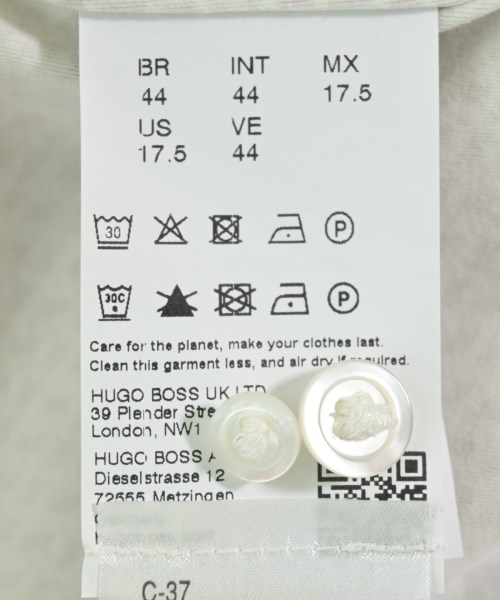 BR INT MX
44 44 17.5
US VE
17.5 44
30 P
30C P
Care for the planet, make your clothes last.
Clean this garment less, and air dry if required.
HUGO BOSS UK LTD
39 Plender Stre
London, NW1
HUGO BOSS A
Dieselstrasse 12
72555 Metzingen
Germany
C-37